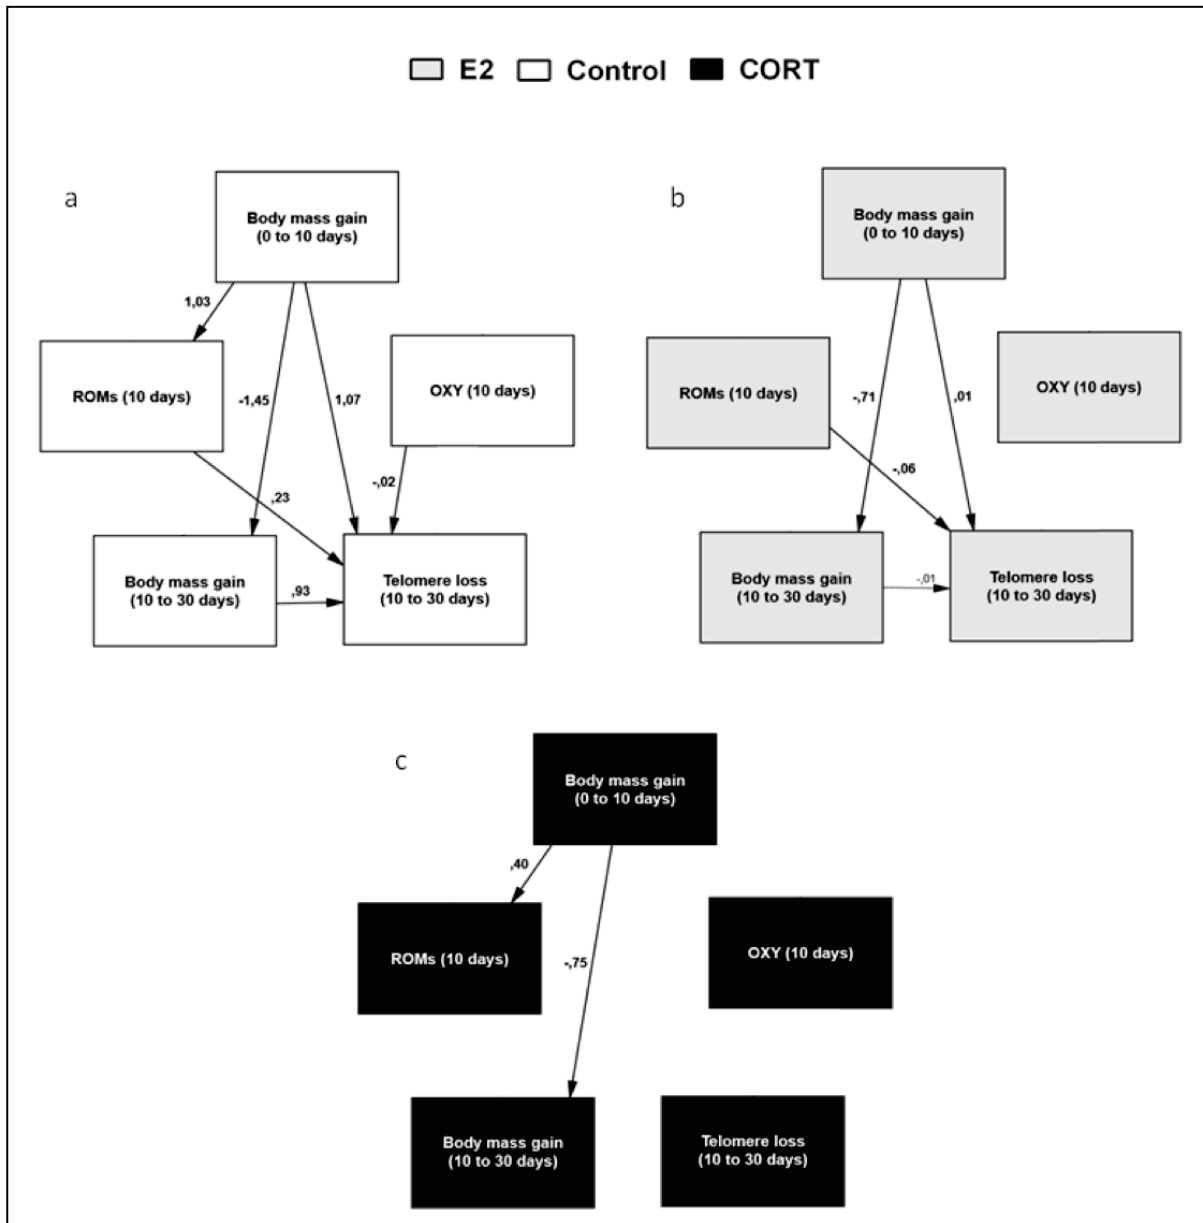 E2 Control CORT
a
Body mass gain
(0 to 10 days)
1,03
ROMs (10 days)
OXY (10 days)
-1,45
1,07
-,02
,23
Body mass gain
(10 to 30 days)
,93
Telomere loss
(10 to 30 days)
b
Body mass gain
(0 to 10 days)
ROMs (10 days)
OXY (10 days)
-,71
,01
-,06
Body mass gain
(10 to 30 days)
-,01
Telomere loss
(10 to 30 days)
c
Body mass gain
(0 to 10 days)
,40
ROMs (10 days)
OXY (10 days)
-,75
Body mass gain
(10 to 30 days)
Telomere loss
(10 to 30 days)